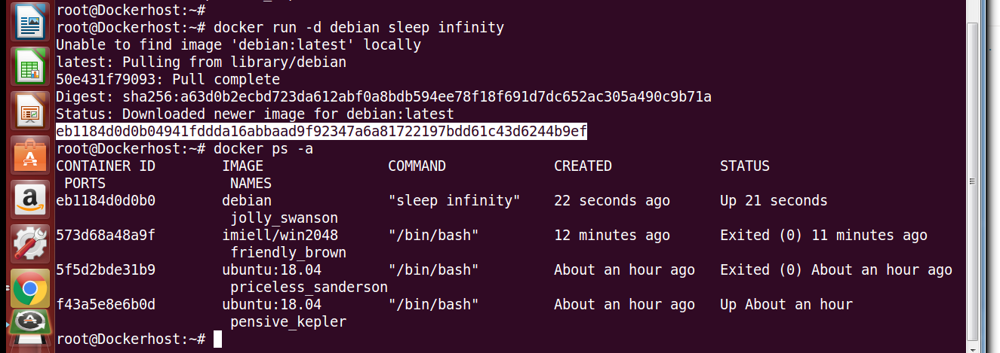 root@Dockerhost:~#
root@Dockerhost:~# docker run -d debian sleep infinity
Unable to find image 'debian:latest' locally
latest: Pulling from library/debian
50e431f79093: Pull complete
Digest: sha256:a63d0b2ecbd723da612abf0a8bdb594ee78f18f691d7dc652ac305a490c9b71a
Status: Downloaded newer image for debian:latest
eb1184d0d0b04941fddda16abbaad9f92347a6a81722197bdd61c43d6244b9ef
root@Dockerhost:~# docker ps -a
CONTAINER ID        IMAGE               COMMAND             CREATED             STATUS
 PORTS               NAMES
eb1184d0d0b0        debian              "sleep infinity"    22 seconds ago      Up 21 seconds
                     jolly_swanson
573d68a48a9f        imiell/win2048      "/bin/bash"         12 minutes ago      Exited (0) 11 minutes ago
                     friendly_brown
5f5d2bde31b9        ubuntu:18.04        "/bin/bash"         About an hour ago   Exited (0) About an hour ago
                     priceless_sanderson
f43a5e8e6b0d        ubuntu:18.04        "/bin/bash"         About an hour ago   Up About an hour
                     pensive_kepler
root@Dockerhost:~#